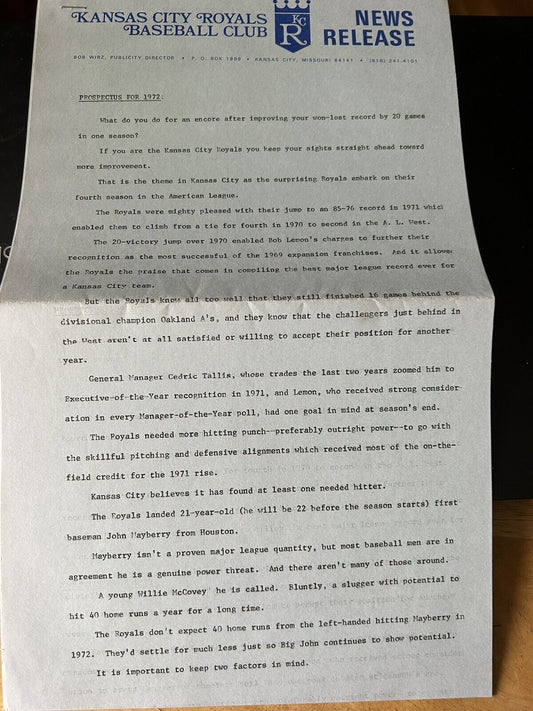 KANSAS CITY ROYALS
BASEBALL CLUB
KC
R
NEWS
RELEASE
BOB WIRZ, PUBLICITY DIRECTOR • P. O. BOX 1969 • KANSAS CITY, MISSOURI 64141 • (816) 241-4101
PROSPECTUS FOR 1972:
What do you do for an encore after improving your won-lost record by 20 games
in one season?
If you are the Kansas City Royals you keep your sights straight ahead toward
more improvement.
That is the theme in Kansas City as the surprising Royals embark on their
fourth season in the American League.
The Royals were mighty pleased with their jump to an 85-76 record in 1971 which
enabled them to climb from a tie for fourth in 1970 to second in the A. L. West.
The 20-victory jump over 1970 enabled Bob Lemon's charges to further their
recognition as the most successful of the 1969 expansion franchises. And it allowe
the Royals the praise that comes in compiling the best major league record ever for
a Kansas City team.
But the Royals know all too well that they still finished 16 games behind the
divisional champion Oakland A's, and they know that the challengers just behind in
the West aren't at all satisfied or willing to accept their position for another
year.
General Manager Cedric Tallis, whose trades the last two years zoomed him to
Executive-of-the-Year recognition in 1971, and Lemon, who received strong consider-
ation in every Manager-of-the-Year poll, had one goal in mind at season's end.
The Royals needed more hitting punch--preferably outright power--to go with
the skillful pitching and defensive alignments which received most of the on-the-
field credit for the 1971 rise.
Kansas City believes it has found at least one needed hitter.
The Royals landed 21-year-old (he will be 22 before the season starts) first
baseman John Mayberry from Houston.
Mayberry isn't a proven major league quantity, but most baseball men are in
agreement he is a genuine power threat. And there aren't many of those around.
A young Willie McCovey he is called. Bluntly, a slugger with potential to
hit 40 home runs a year for a long time.
The Royals don't expect 40 home runs from the left-handed hitting Mayberry in
1972. They'd settle for much less just so Big John continues to show potential.
It is important to keep two factors in mind.